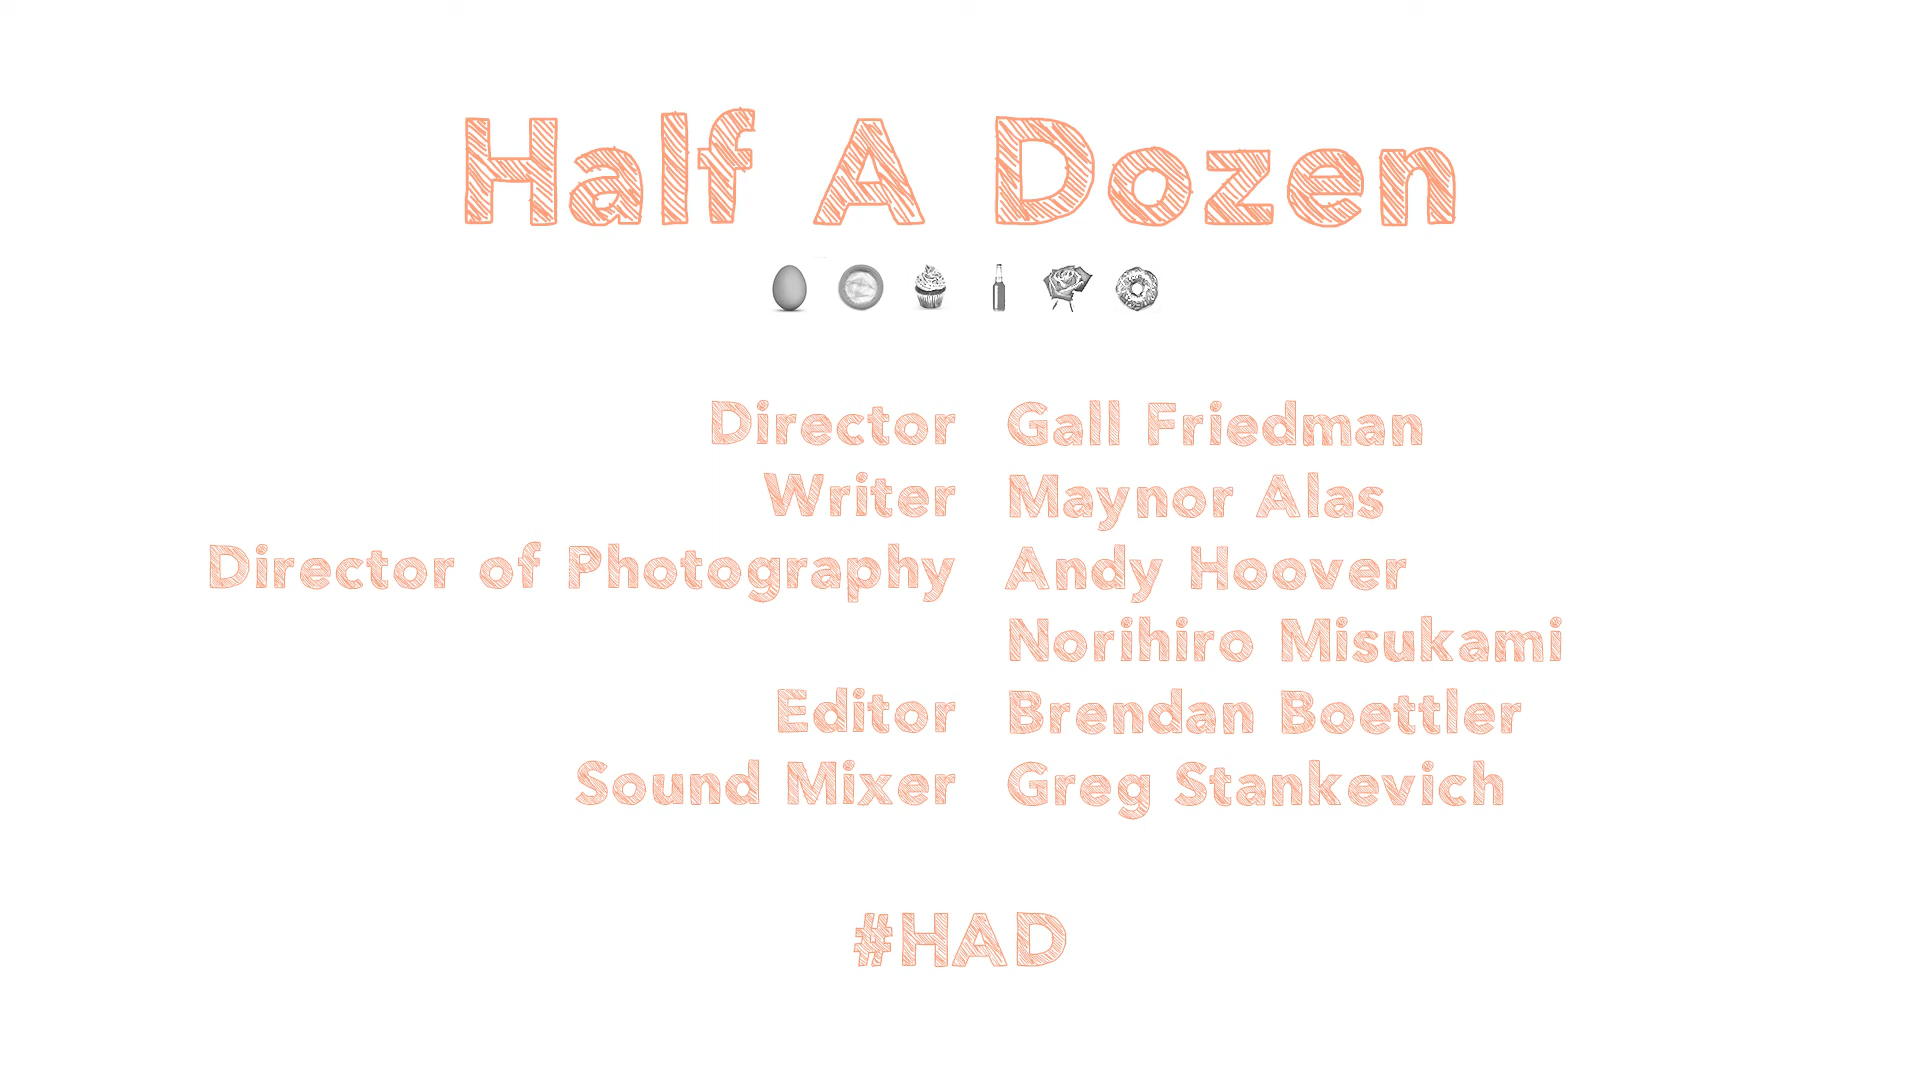 Half A Dozen
Director Gall Friedman
Writer Maynor Alas
Director of Photography Andy Hoover
Norihiro Misukami
Editor Brendan Boettler
Sound Mixer Greg Stankevich
#HAD